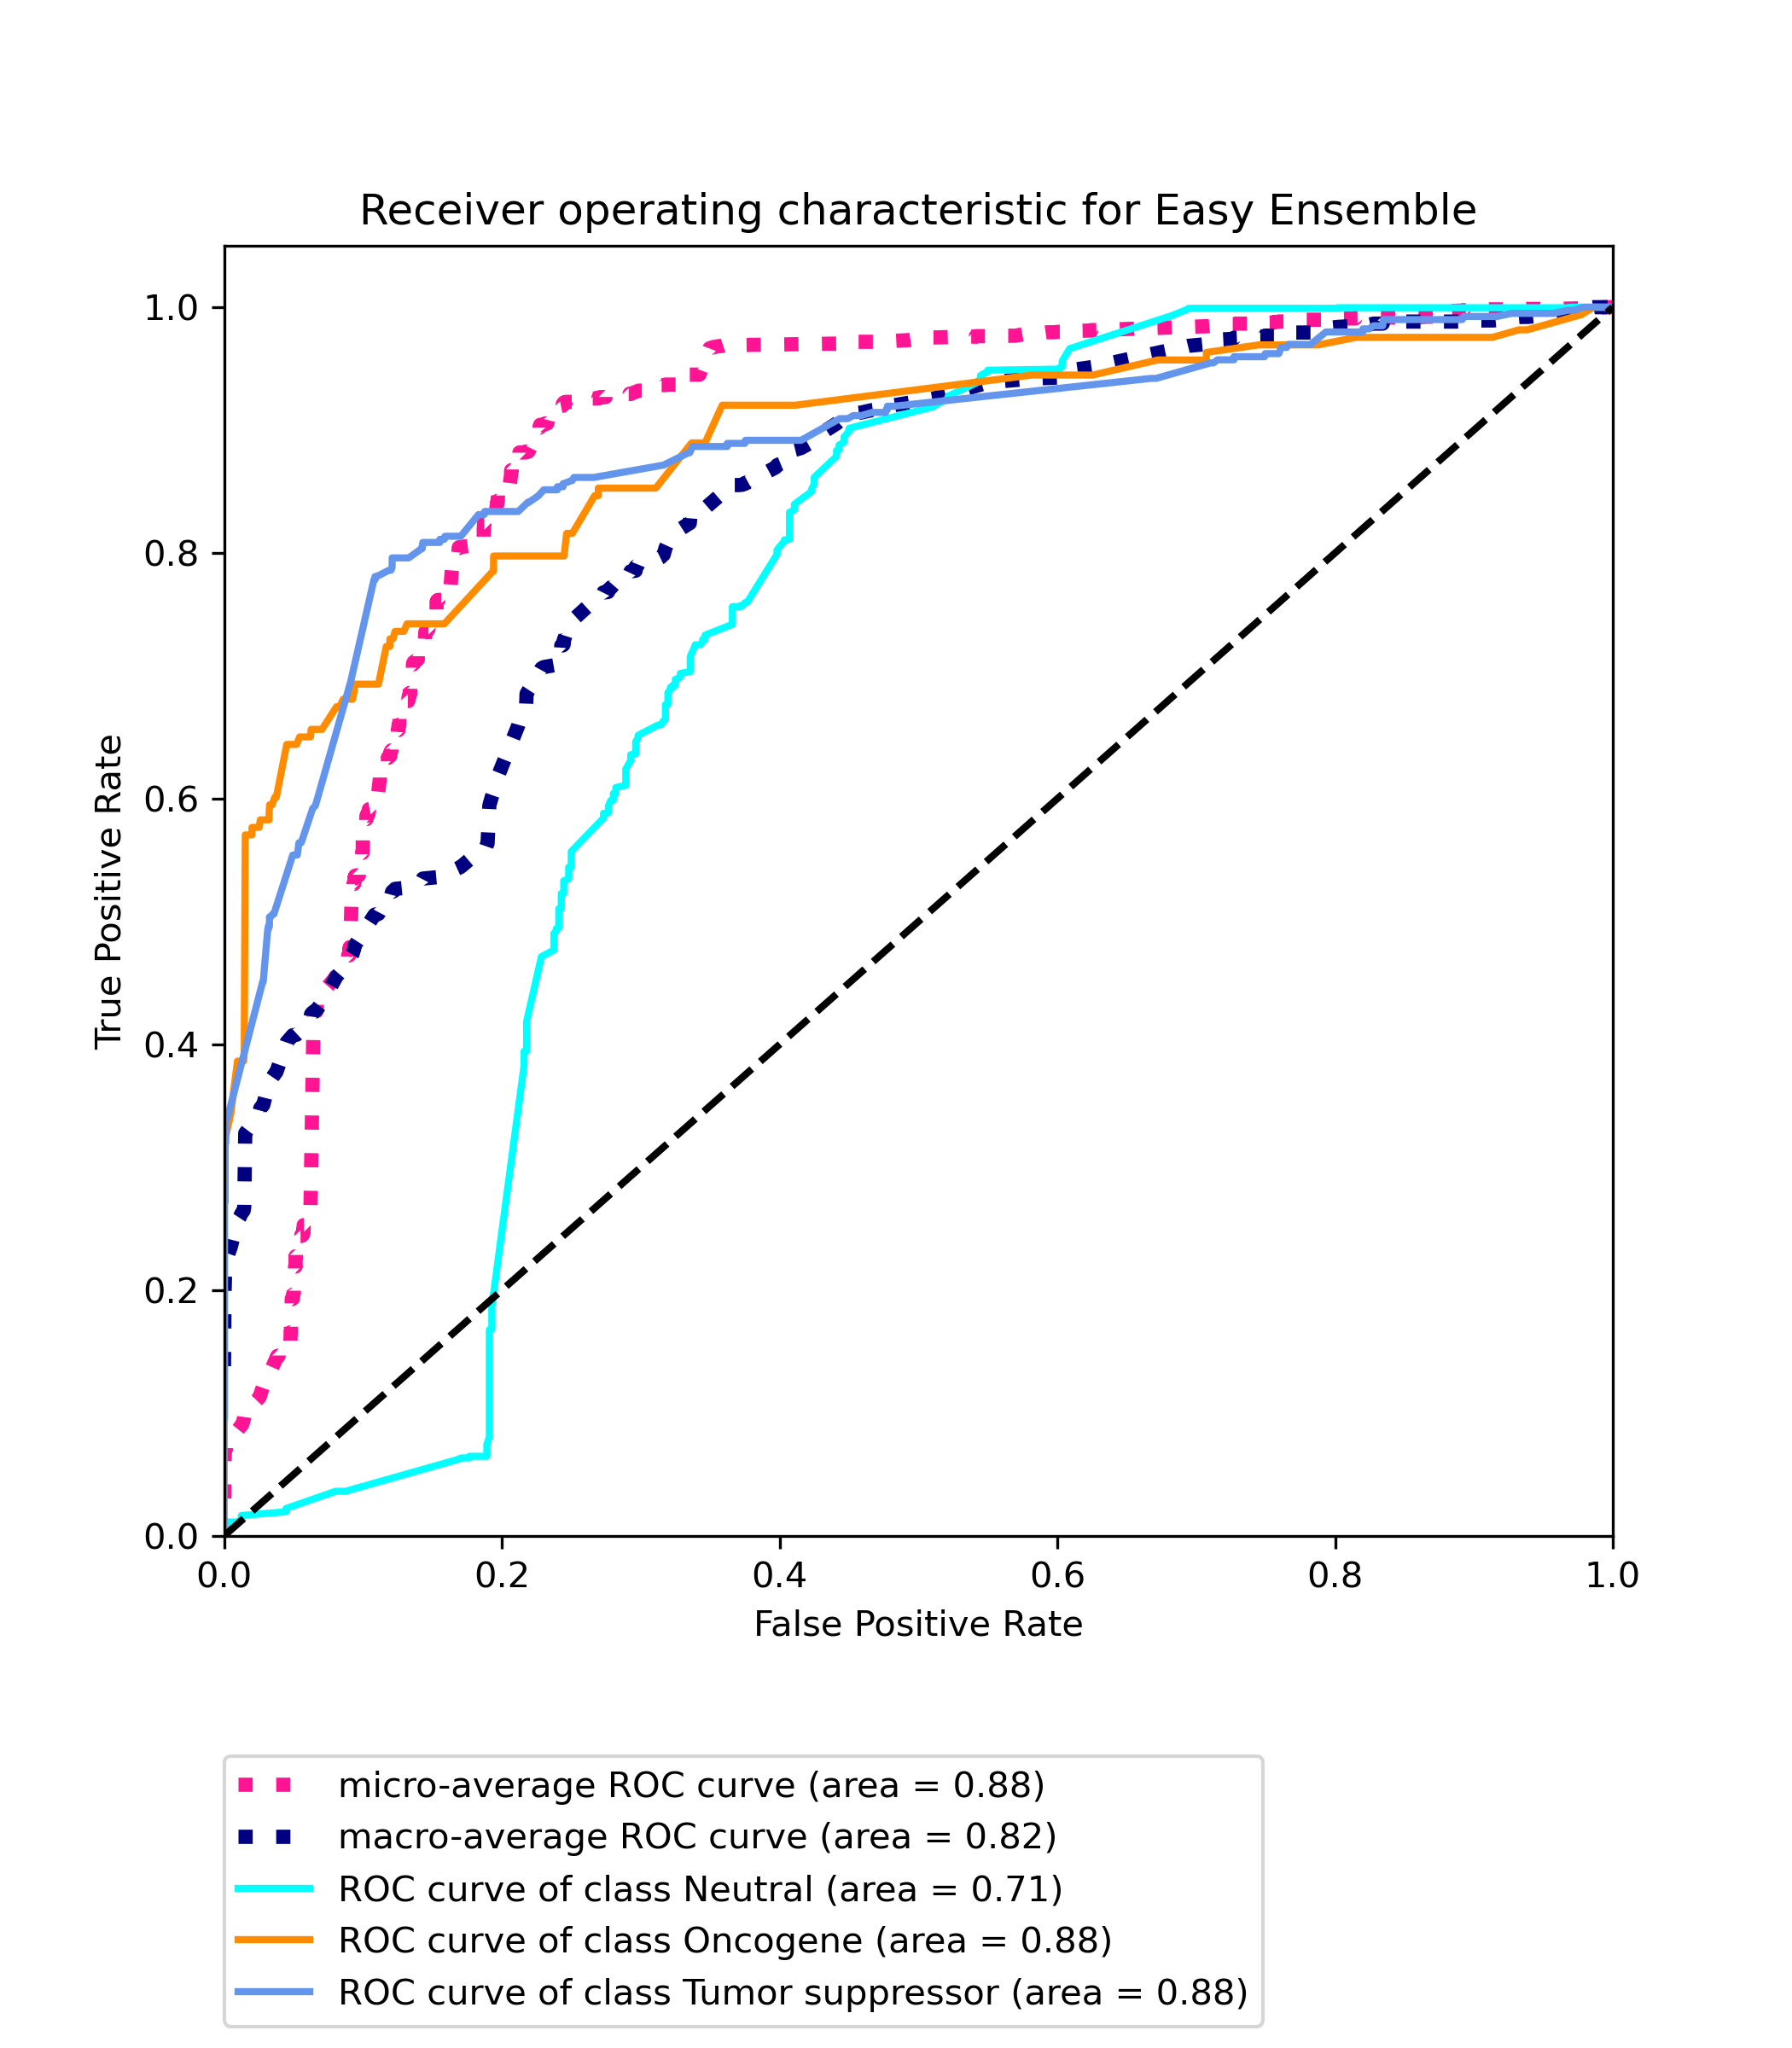 Receiver operating characteristic for Easy Ensemble
1.0
0.8
0.6
0.4
0.2
0.0
True Positive Rate
0.0 0.2 0.4 0.6 0.8 1.0
False Positive Rate
micro-average ROC curve (area = 0.88)
macro-average ROC curve (area = 0.82)
ROC curve of class Neutral (area = 0.71)
ROC curve of class Oncogene (area = 0.88)
ROC curve of class Tumor suppressor (area = 0.88)